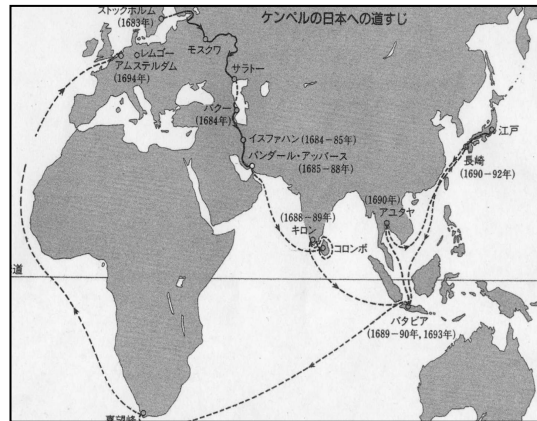 ケンペルの日本への道すじ
ストックホルム
(1683年)
モスクワ
レムゴー
アムステルダム
(1694年)
サラトー
バクー
(1684年)
イスファハン(1684-85年)
バンダール・アッバース
(1685-88年)
江戸
長崎
(1690-92年)
(1690年)
アユタヤ
(1688-89年)
キロン
コロンボ
道
バタビア
(1689-90年,1693年)
喜望峰